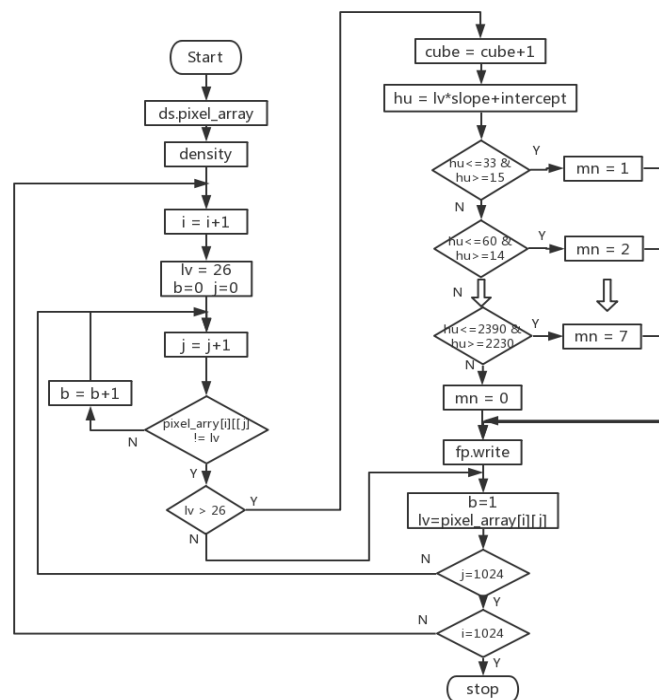 Start
ds.pixel_array
density
i = i+1
lv = 26
b=0 j=0
j = j+1
b = b+1
pixel_arry[i][[j]
!= lv
N
Y
lv > 26
Y
N
cube = cube+1
hu = lv*slope+intercept
hu<=33 &
hu>=15
Y
mn = 1
N
hu<=60 &
hu>=14
Y
mn = 2
N
hu<=2390 &
hu>=2230
Y
mn = 7
N
mn = 0
fp.write
b=1
lv=pixel_array[i][j]
N
j=1024
Y
N
i=1024
Y
stop